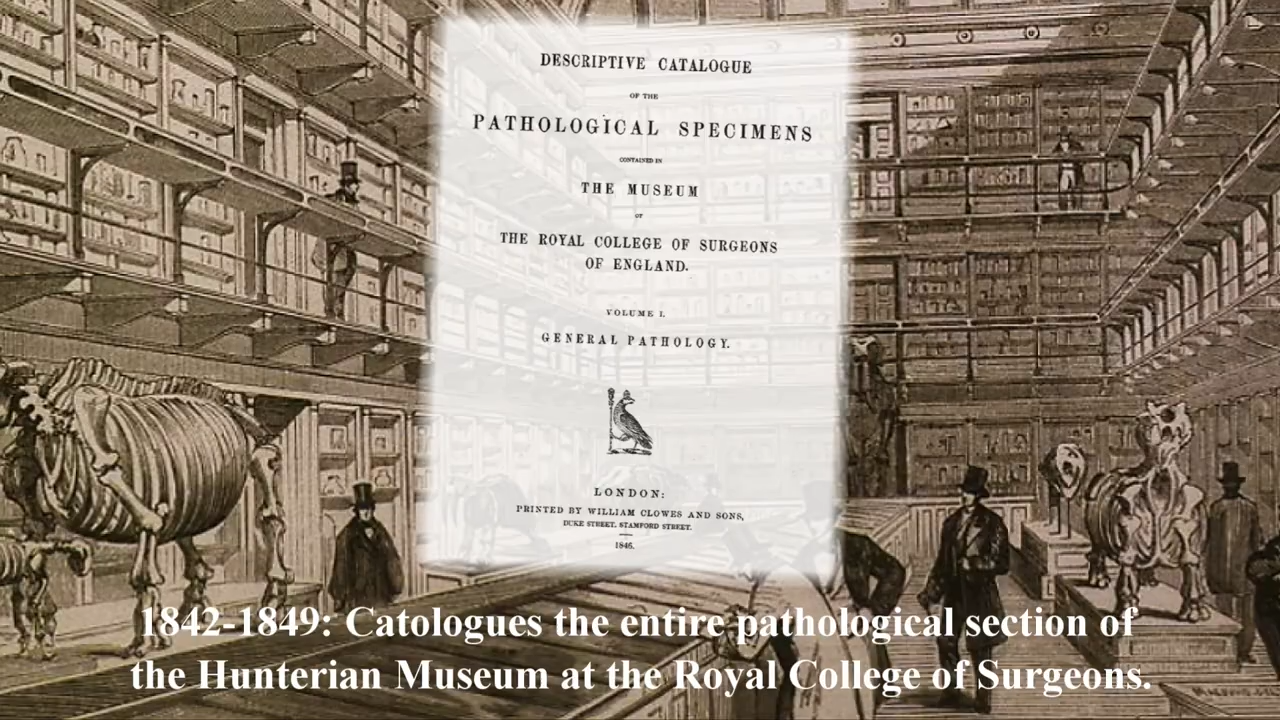 DESCRIPTIVE CATALOGUE
OF THE
PATHOLOGICAL SPECIMENS
CONTAINED IN
THE MUSEUM
OF
THE ROYAL COLLEGE OF SURGEONS
OF ENGLAND.
VOLUME I.
GENERAL PATHOLOGY.
LONDON:
PRINTED BY WILLIAM CLOWES AND SONS,
DUKE STREET, STAMFORD STREET.
1846.
1842-1849: Catologues the entire pathological section of
the Hunterian Museum at the Royal College of Surgeons.